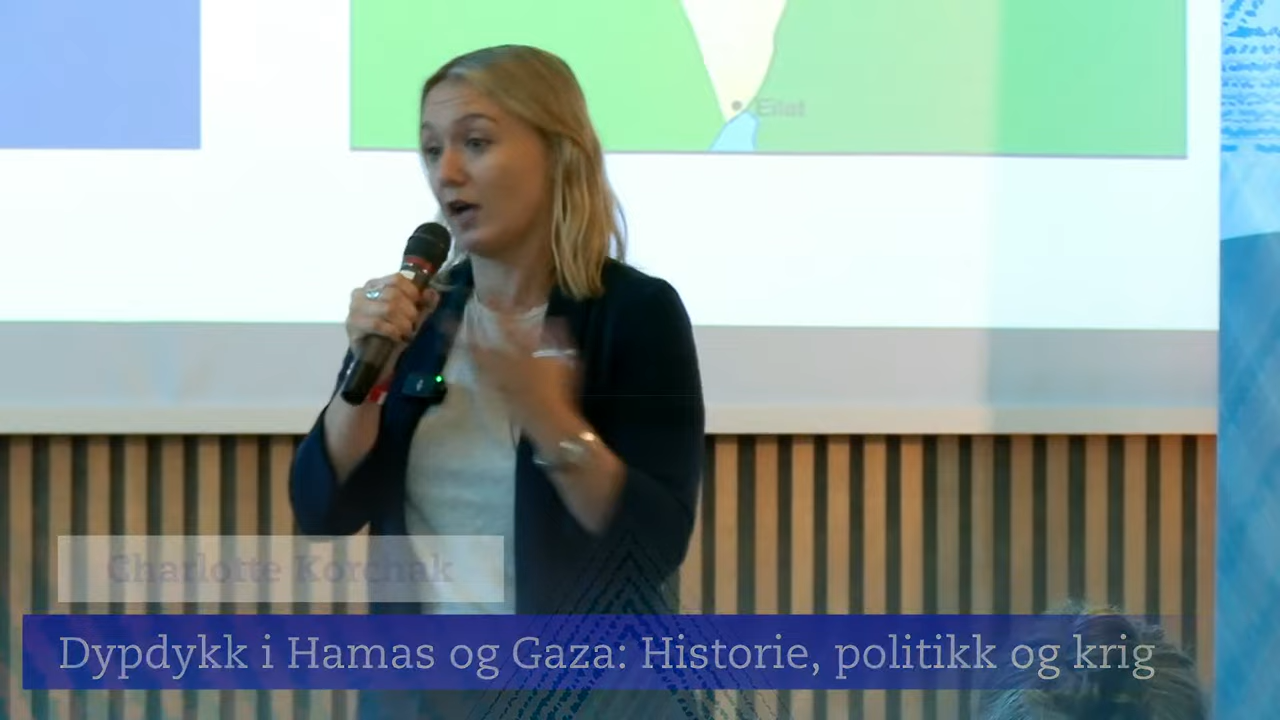 Eilat
Charlotte Korchak
Dypdykk i Hamas og Gaza: Historie, politikk og krig